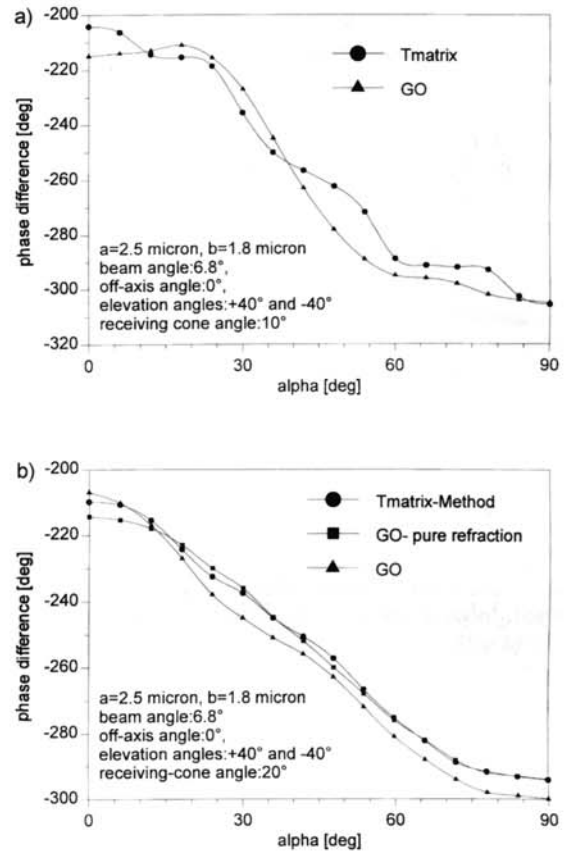 a)
-200
-220
-240
-260
-280
-300
-320
phase difference [deg]
Tmatrix
GO
a=2.5 micron, b=1.8 micron
beam angle:6.8°,
off-axis angle:0°,
elevation angles:+40° and -40°
receiving cone angle:10°
0
30
60
90
alpha [deg]
b)
-200
-220
-240
-260
-280
-300
phase difference [deg]
Tmatrix-Method
GO- pure refraction
GO
a=2.5 micron, b=1.8 micron
beam angle:6.8°
off-axis angle:0°,
elevation angles:+40° and -40°
receiving-cone angle:20°
0
30
60
90
alpha [deg]